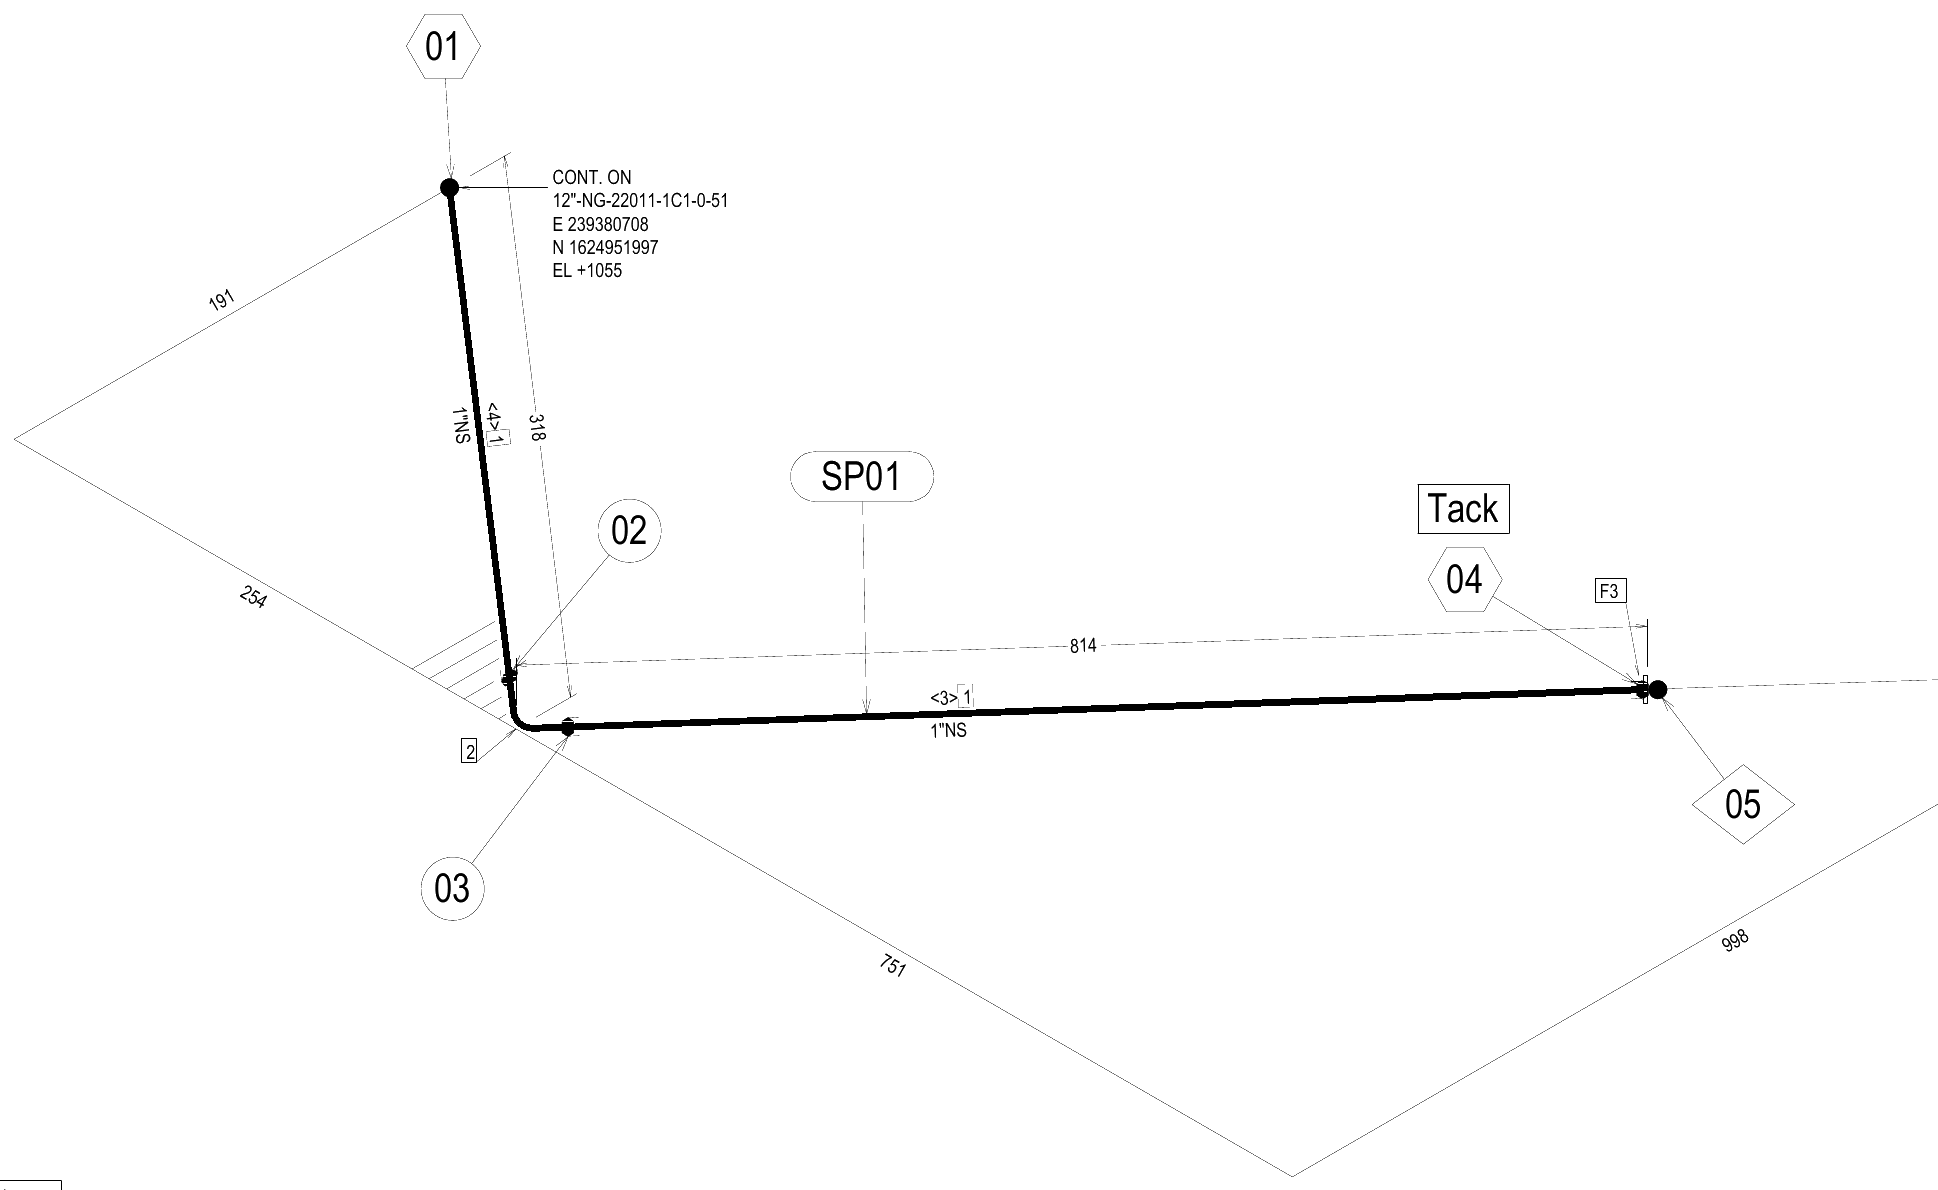 01
CONT. ON
12"-NG-22011-1C1-0-51
E 239380708
N 1624951997
EL +1055
191
<4> 1
1"NS
318
SP01
Tack
02
04
F3
254
814
<3> 1
1"NS
2
05
03
751
998